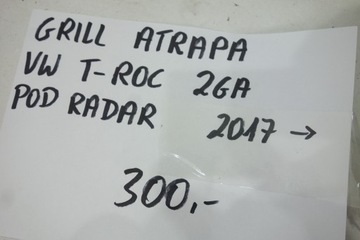 GRILL ATRAPA
VW T-ROC 2GA
POD RADAR 2017 →
300,-